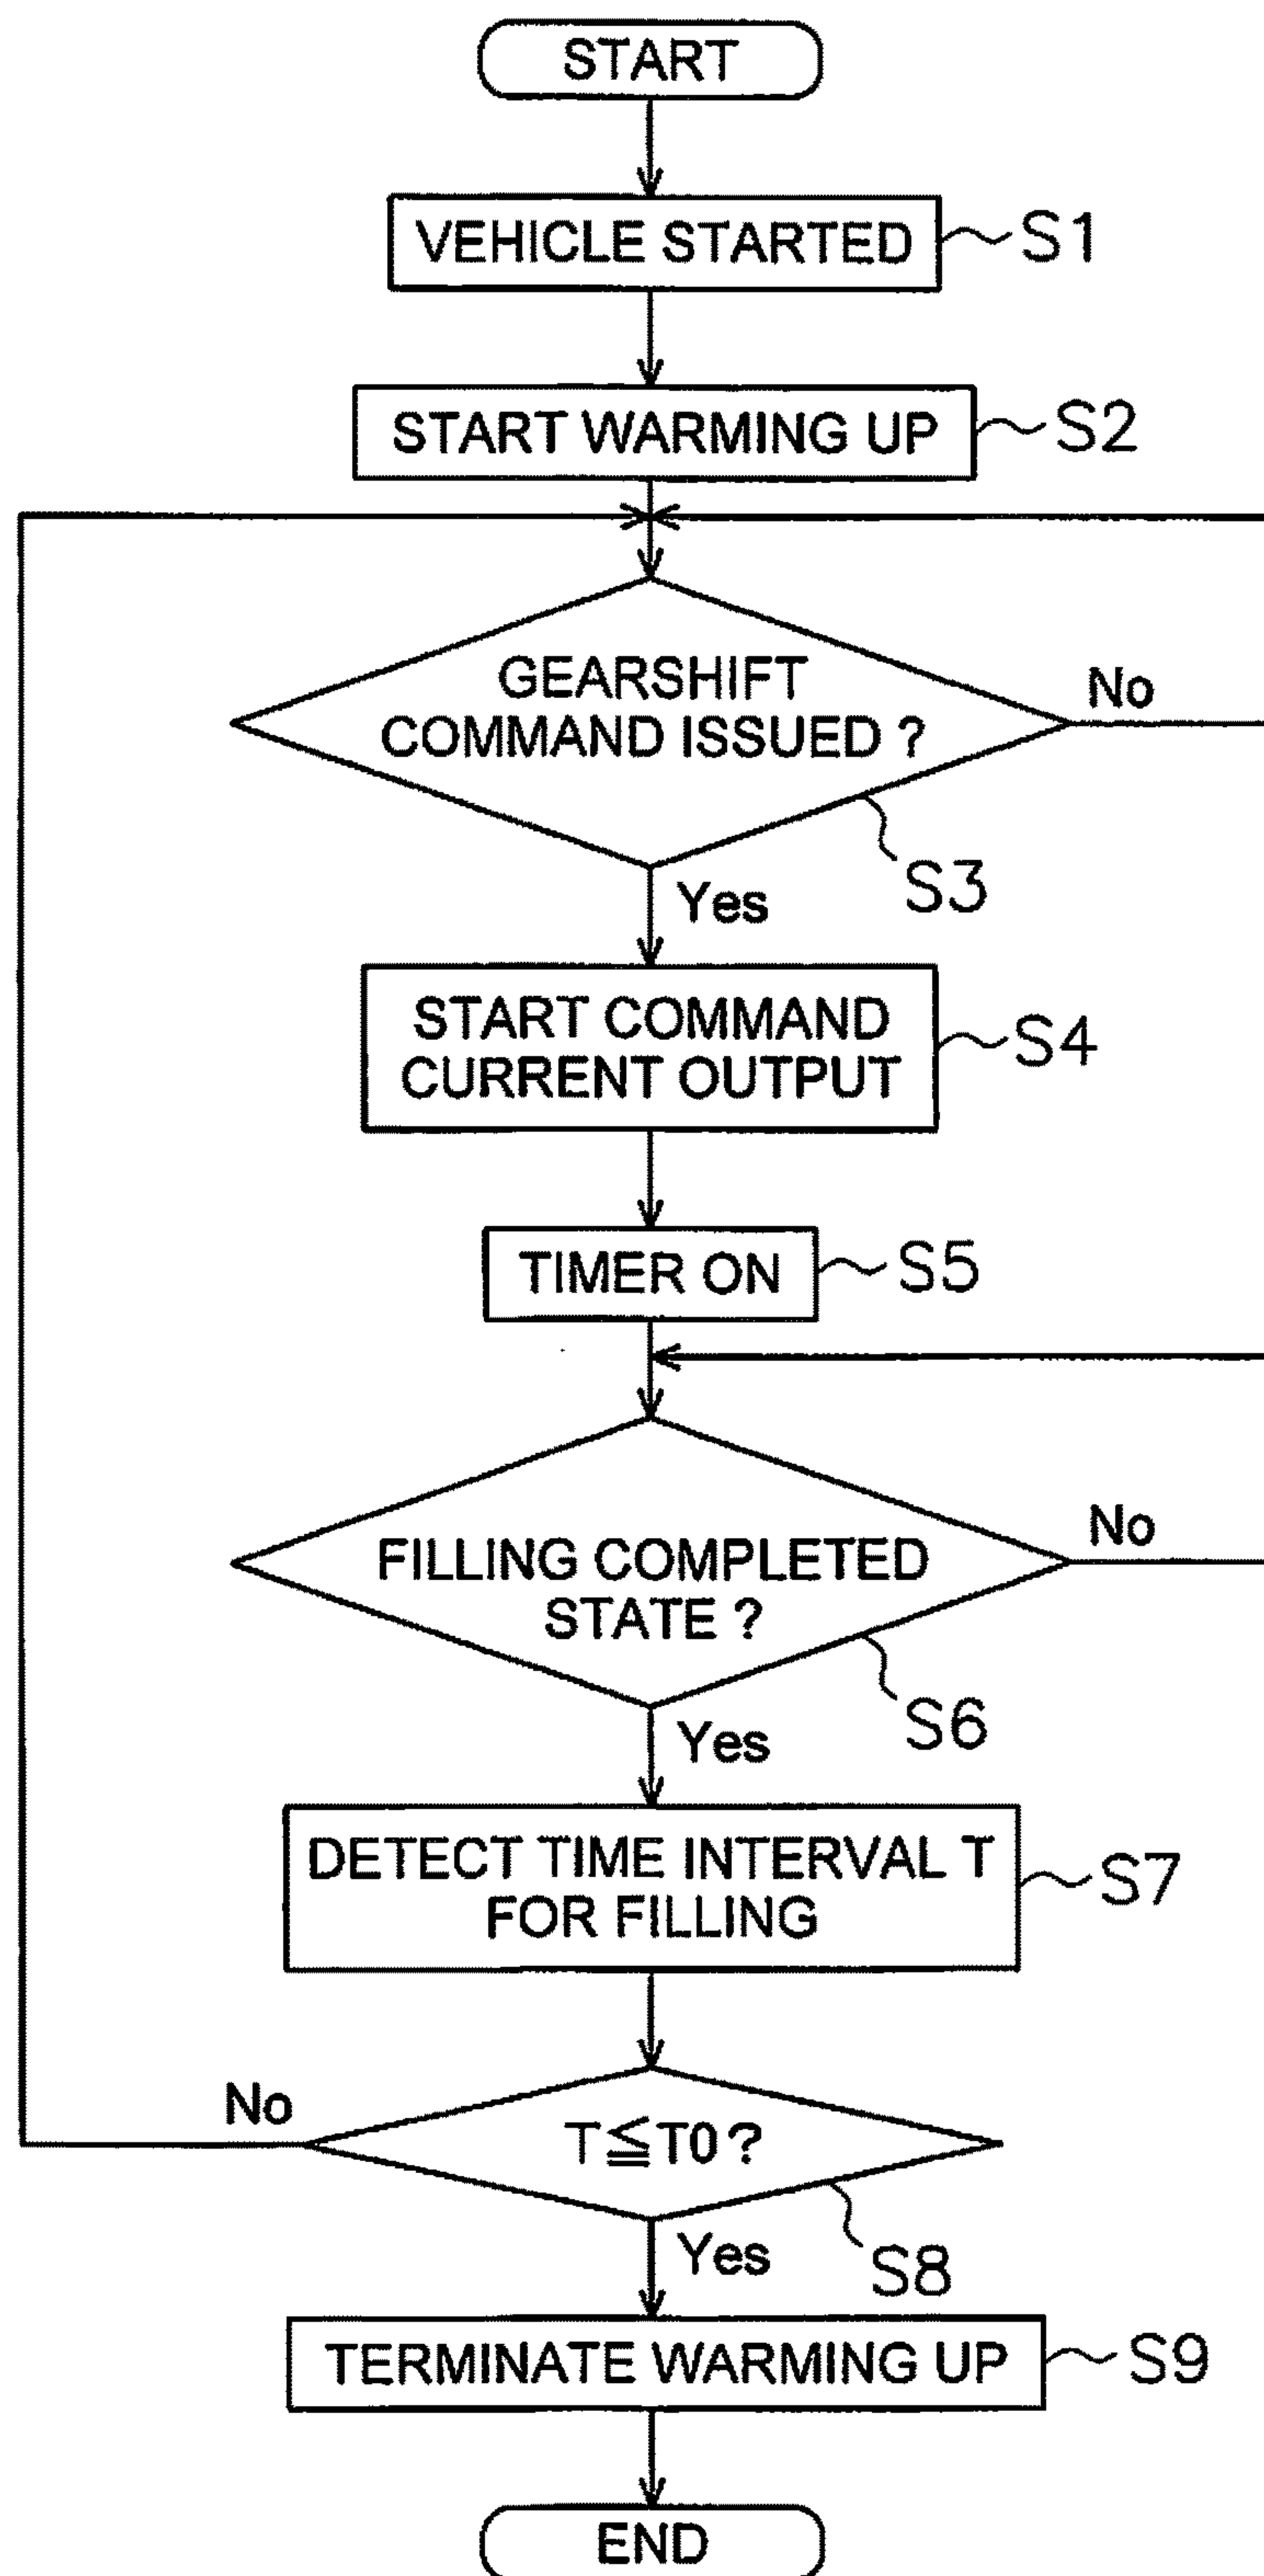 START
VEHICLE STARTED
S1
START WARMING UP
S2
GEARSHIFT
COMMAND ISSUED ?
No
S3
Yes
START COMMAND
CURRENT OUTPUT
S4
TIMER ON
S5
FILLING COMPLETED
STATE ?
No
S6
Yes
DETECT TIME INTERVAL T
FOR FILLING
S7
No
T≦T0 ?
S8
Yes
TERMINATE WARMING UP
S9
END